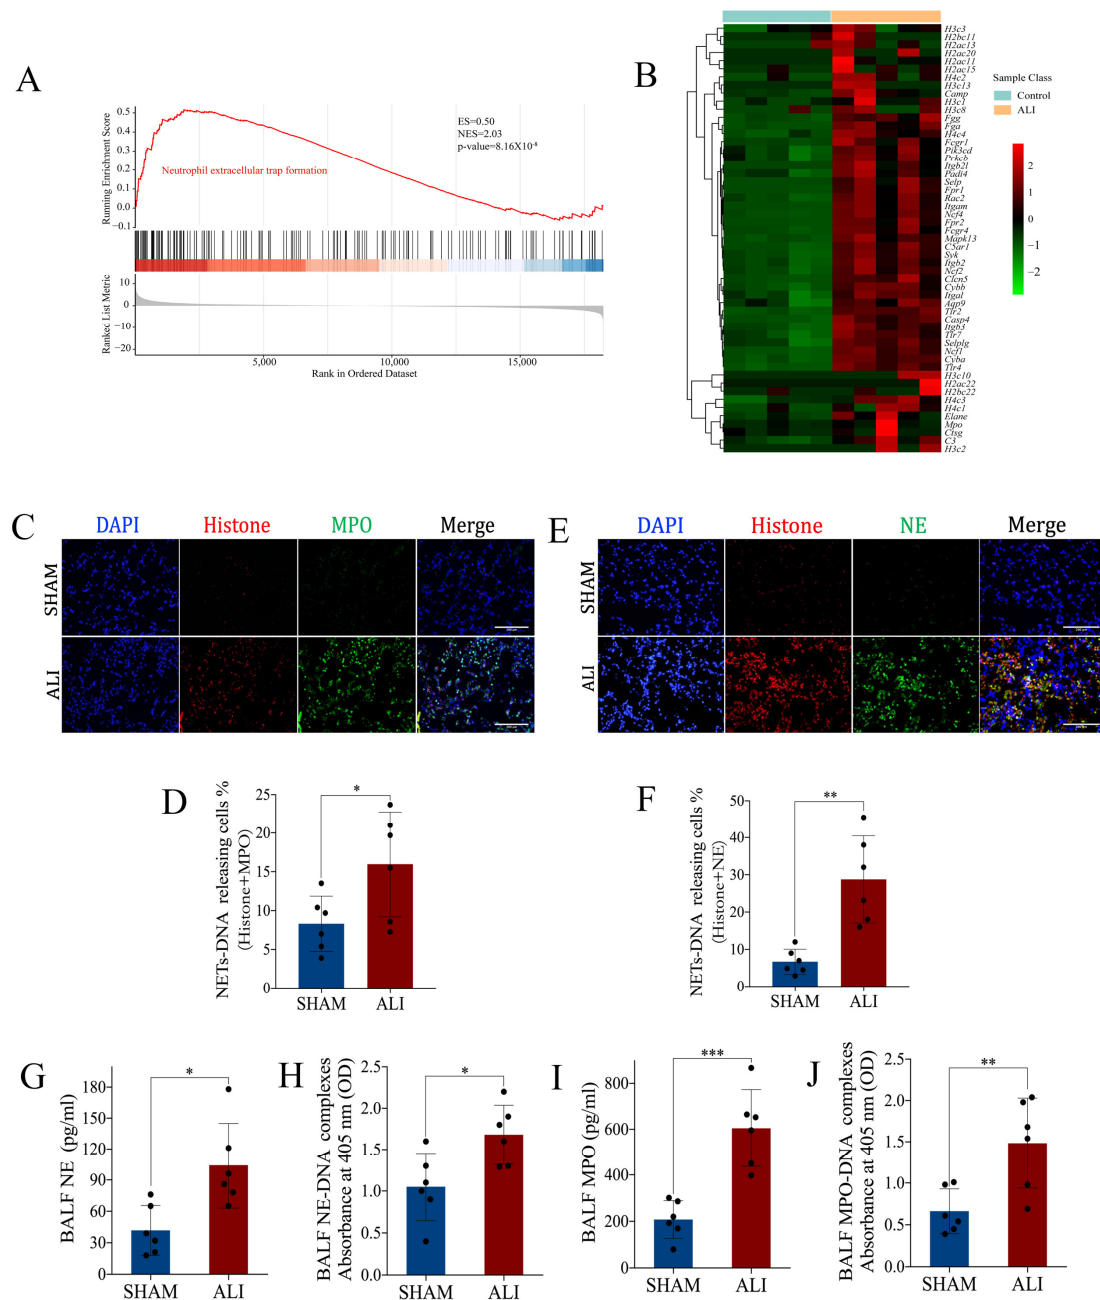 A
Running Enrichment Score
0.5
0.4
0.3
0.2
0.1
0.0
−0.1
ES=0.50
NES=2.03
p-value=8.16X10⁻⁸
Neutrophil extracellular trap formation
Ranked List Metric
10
0
−10
−20
5,000
10,000
15,000
Rank in Ordered Dataset
B
H3c3
H2bc11
H2ac13
H2ac20
H2ac11
H2ac15
H4c2
H3c13
Camp
H3c1
H3c8
Fgg
Fga
H4c4
Fcgr1
Pik3cd
Prkcb
Itgb2l
Padi4
Selp
Fpr1
Rac2
Itgam
Ncf4
Fpr2
Fcgr4
Mapk13
C5ar1
Syk
Itgb2
Ncf2
Clcn5
Cybb
Itgal
Aqp9
Tlr2
Casp4
Itgb3
Tlr7
Selplg
Ncf1
Cyba
Tlr4
H3c10
H2ac22
H2bc22
H4c3
H4c1
Elane
Mpo
Ctsg
C3
H3c2
Sample Class
Control
ALI
2
1
0
−1
−2
C
DAPI Histone MPO Merge
SHAM
ALI
E
DAPI Histone NE Merge
SHAM
ALI
D
NETs-DNA releasing cells %
(Histone+MPO)
25
20
15
10
5
0
*
SHAM ALI
F
NETs-DNA releasing cells %
(Histone+NE)
50
40
30
20
10
0
**
SHAM ALI
G
BALF NE (pg/ml)
180
150
120
90
60
30
0
*
SHAM ALI
H
BALF NE-DNA complexes
Absorbance at 405 nm (OD)
2.5
2.0
1.5
1.0
0.5
0.0
*
SHAM ALI
I
BALF MPO (pg/ml)
800
600
400
200
0
***
SHAM ALI
J
BALF MPO-DNA complexes
Absorbance at 405 nm (OD)
2.5
2.0
1.5
1.0
0.5
0.0
**
SHAM ALI